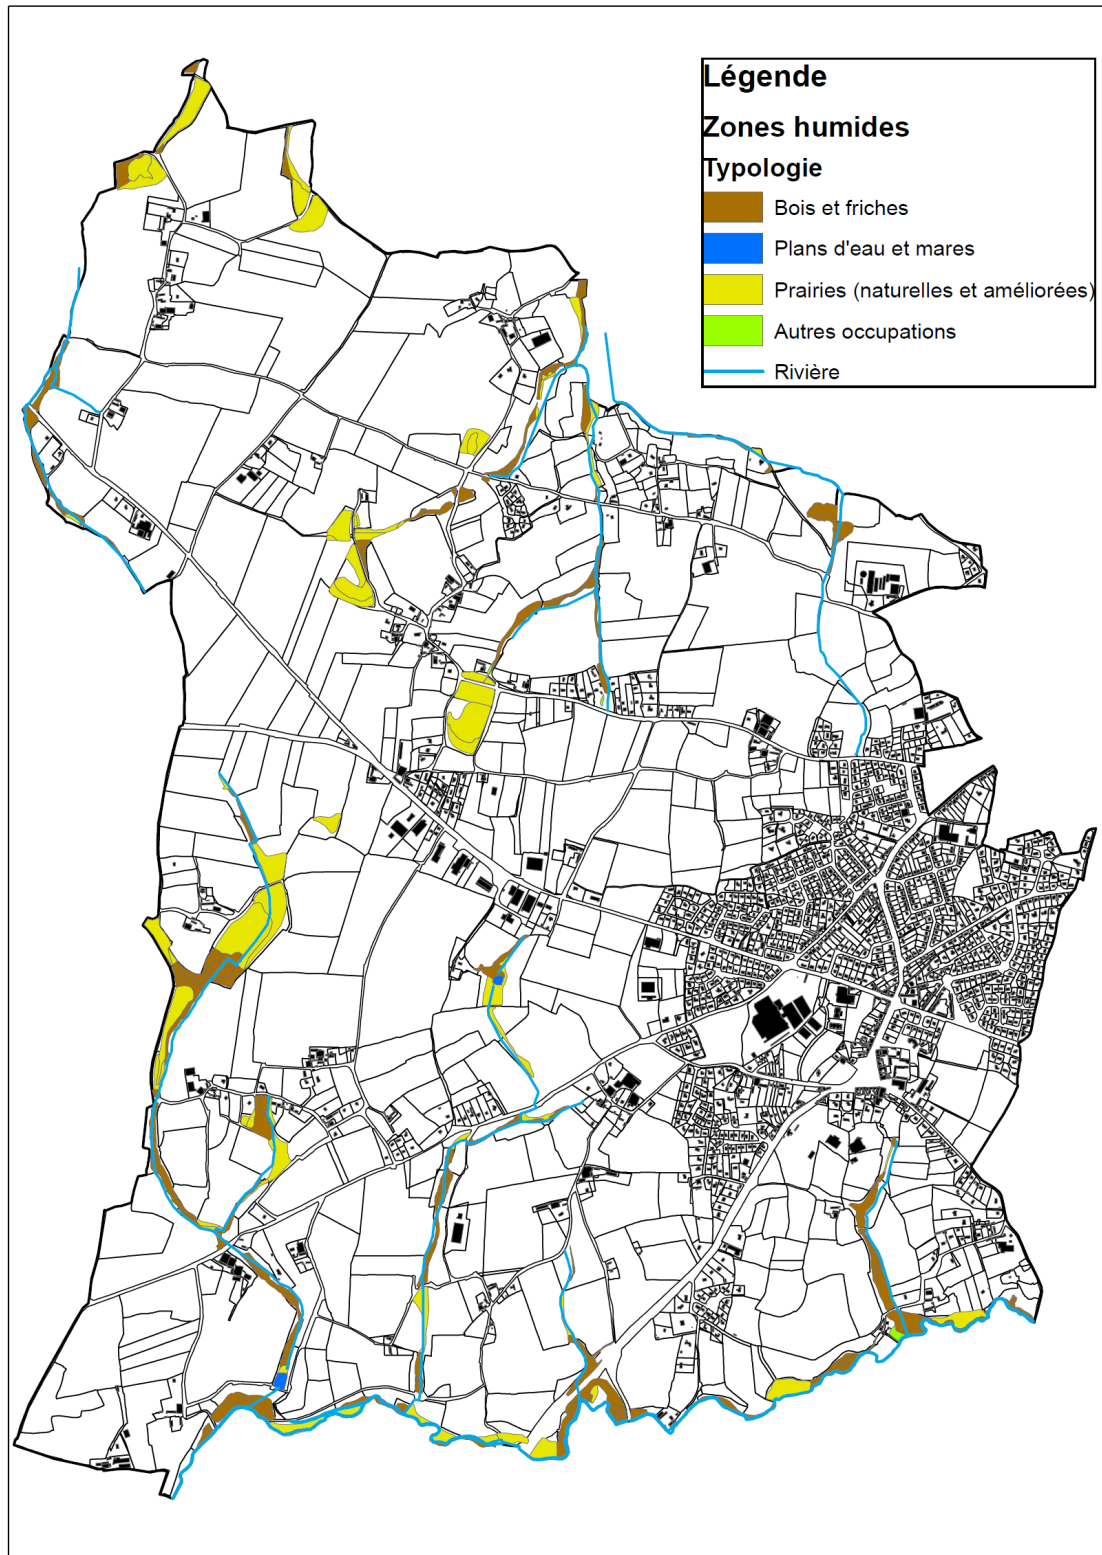 Légende
Zones humides
Typologie
Bois et friches
Plans d'eau et mares
Prairies (naturelles et améliorées)
Autres occupations
Rivière